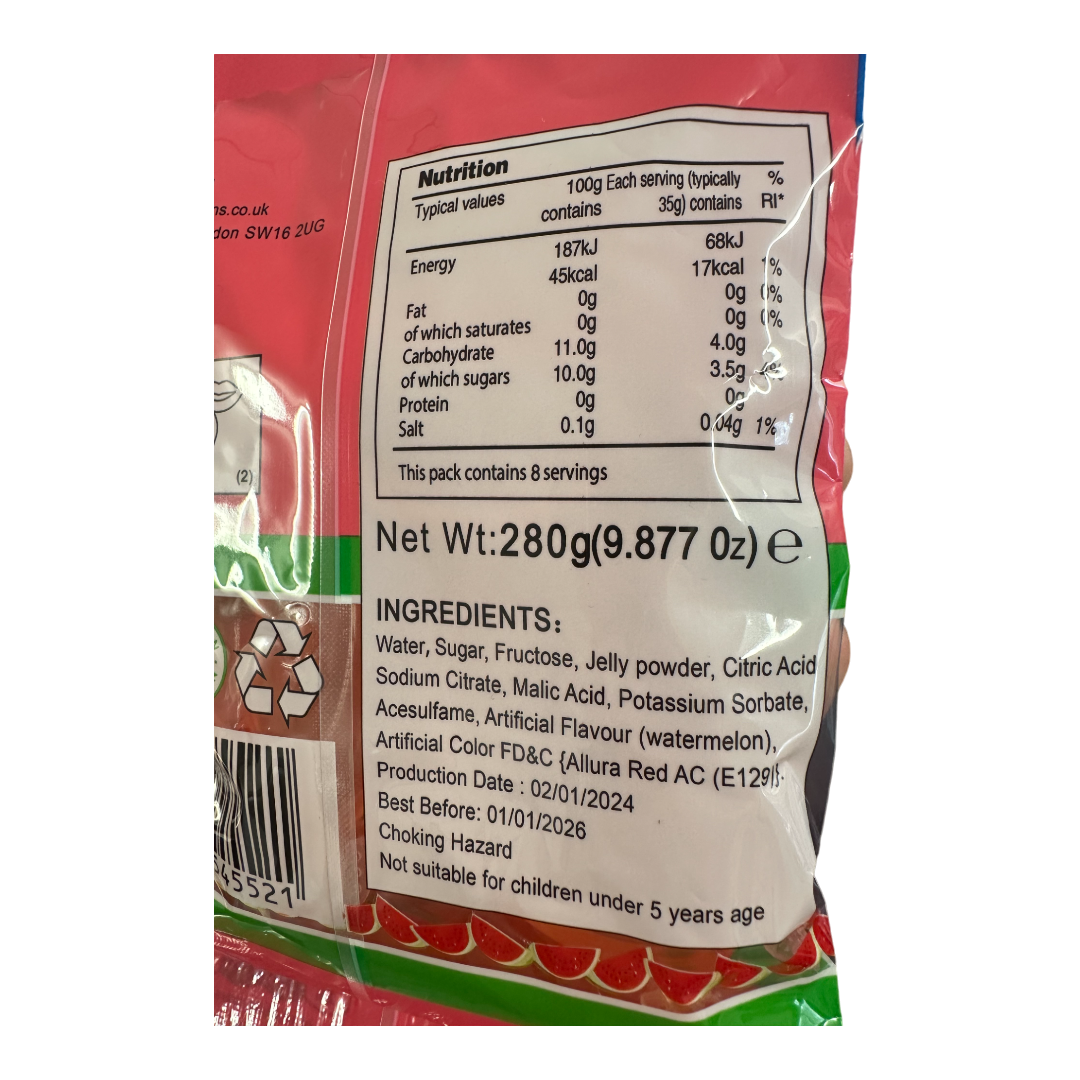 ns.co.uk
don SW16 2UG
(2)
45521
Nutrition
Typical values 100g contains Each serving (typically 35g) contains % RI*
Energy 187kJ 68kJ
45kcal 17kcal 1%
Fat 0g 0g 0%
of which saturates 0g 0g 0%
Carbohydrate 11.0g 4.0g
of which sugars 10.0g 3.5g
Protein 0g 0g
Salt 0.1g 0.04g 1%
This pack contains 8 servings
Net Wt:280g(9.877 Oz) e
INGREDIENTS:
Water, Sugar, Fructose, Jelly powder, Citric Acid
Sodium Citrate, Malic Acid, Potassium Sorbate,
Acesulfame, Artificial Flavour (watermelon),
Artificial Color FD&C {Allura Red AC (E129)}.
Production Date : 02/01/2024
Best Before: 01/01/2026
Choking Hazard
Not suitable for children under 5 years age